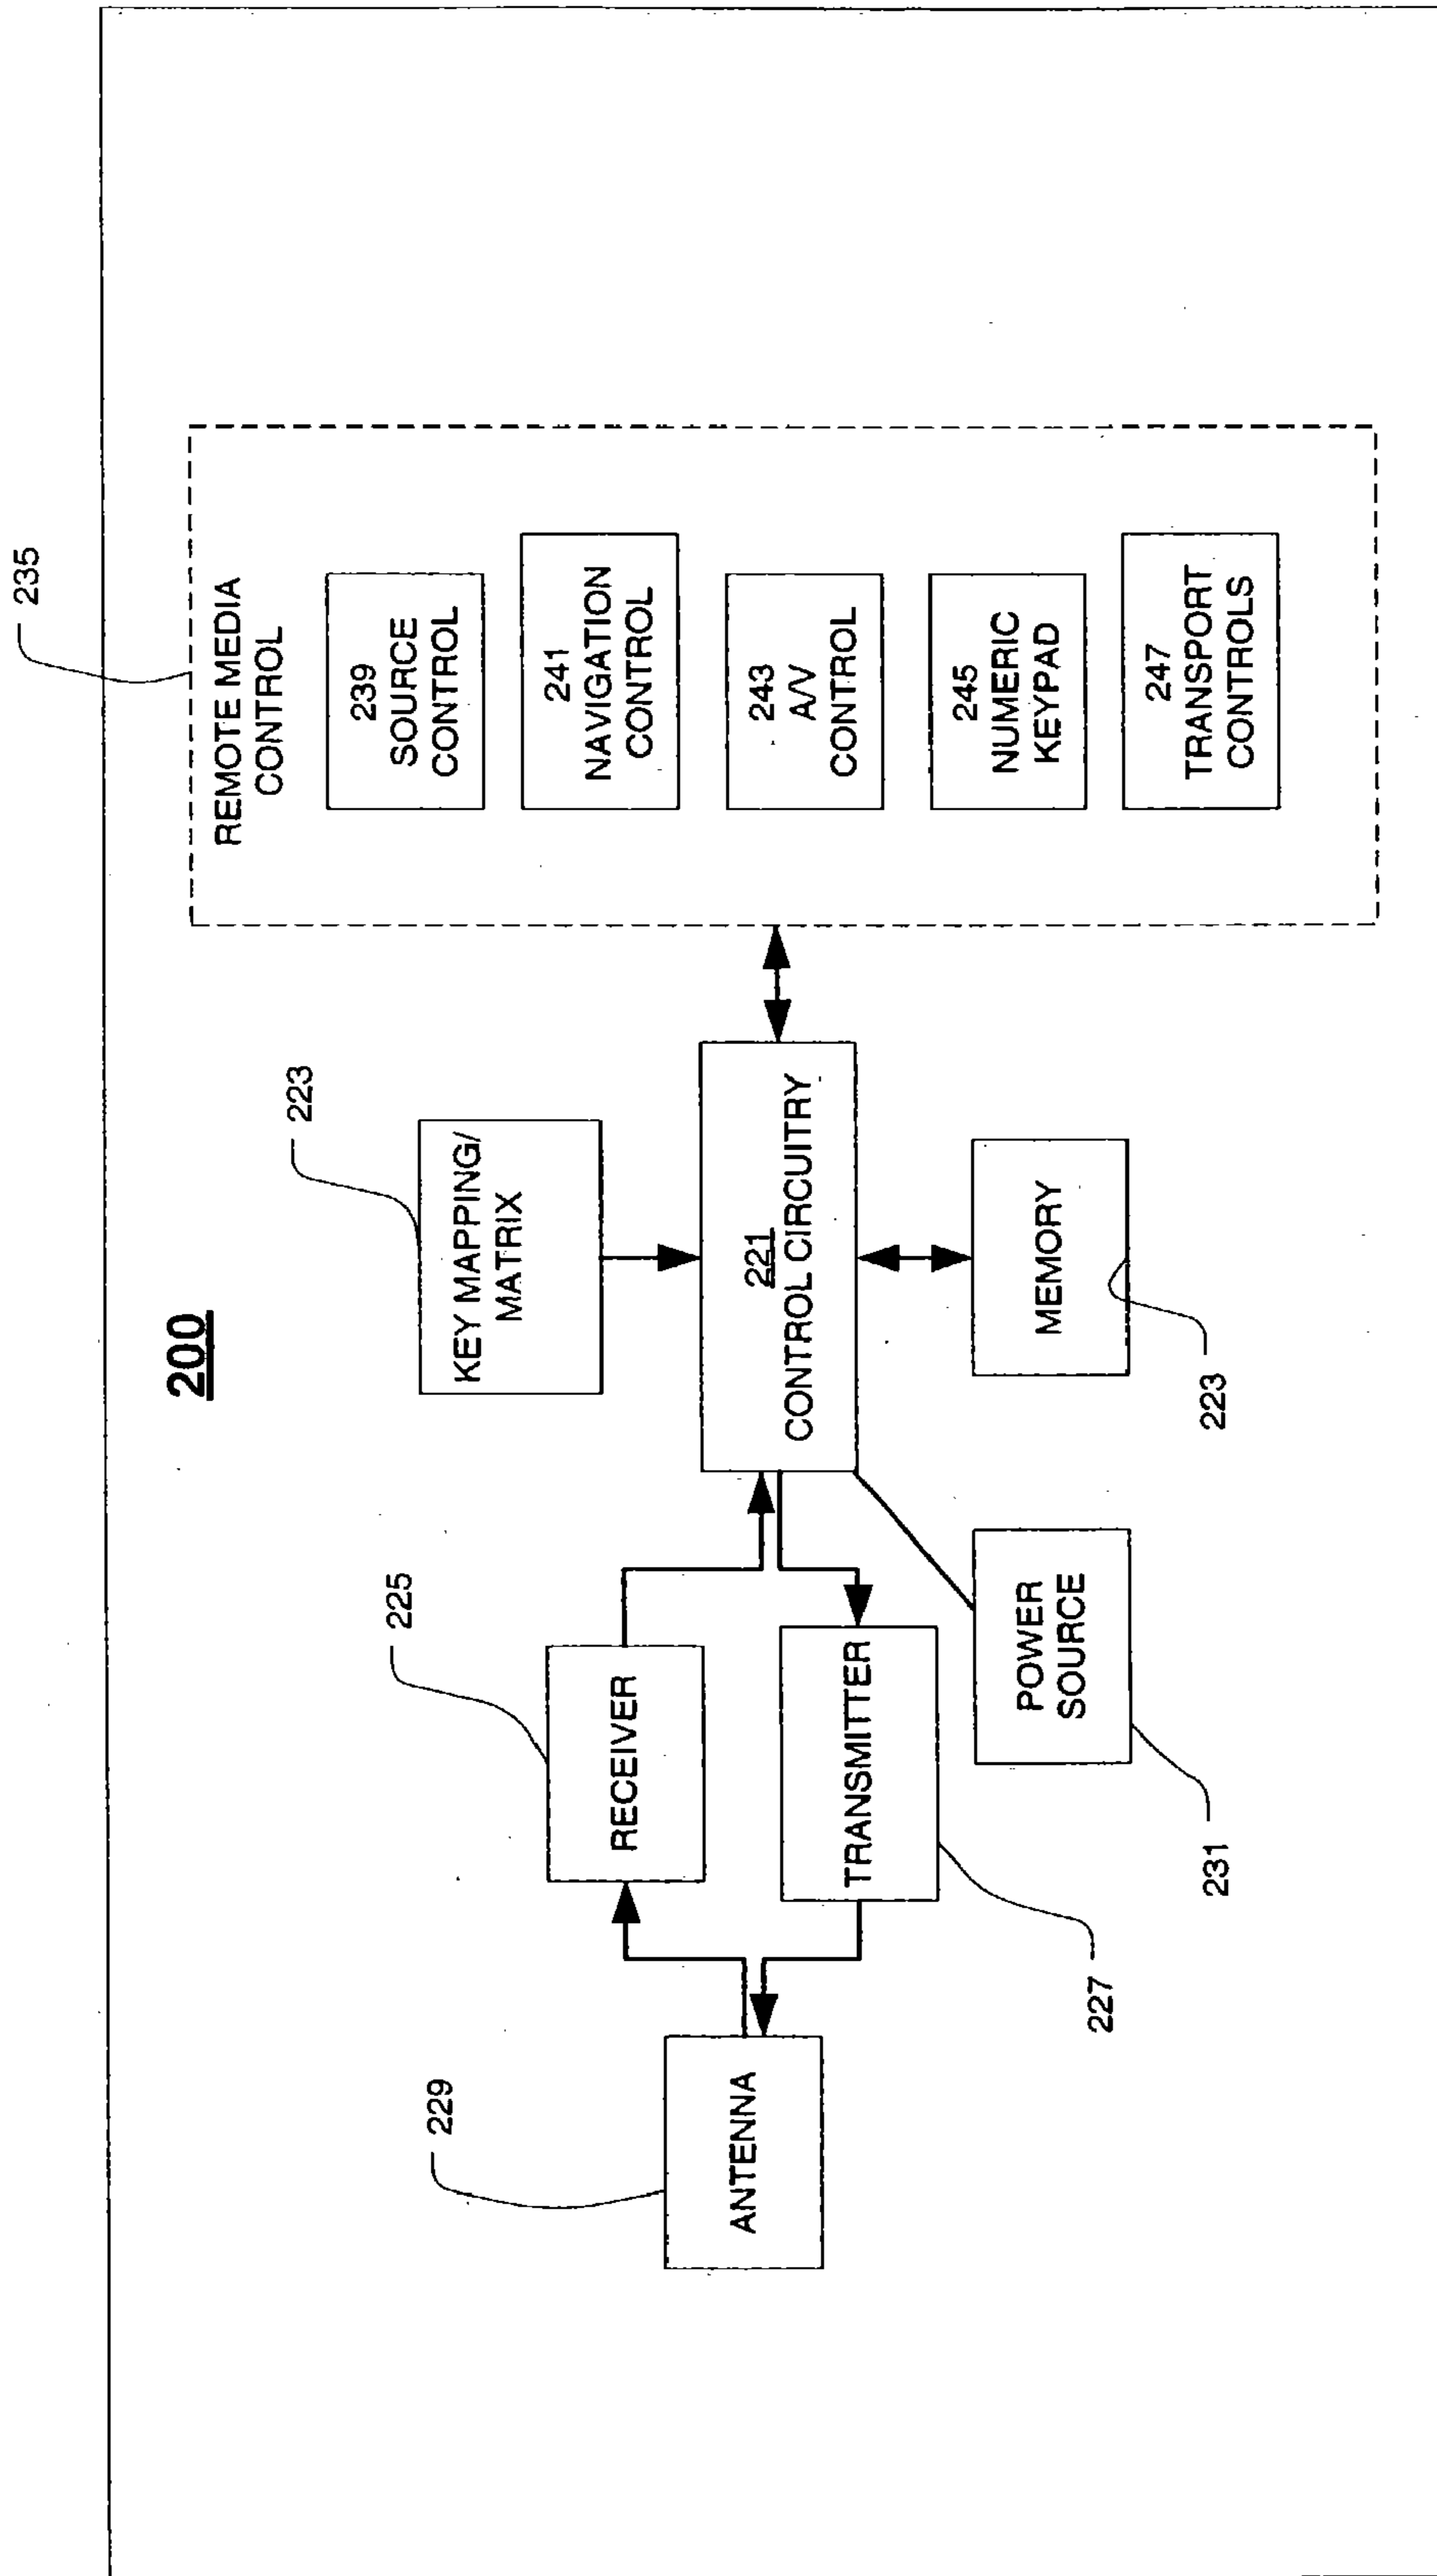 200
235
REMOTE MEDIA
CONTROL
239
SOURCE
CONTROL
241
NAVIGATION
CONTROL
243
A/V
CONTROL
245
NUMERIC
KEYPAD
247
TRANSPORT
CONTROLS
223
KEY MAPPING/
MATRIX
221
CONTROL CIRCUITRY
MEMORY
223
225
RECEIVER
TRANSMITTER
227
POWER
SOURCE
231
229
ANTENNA